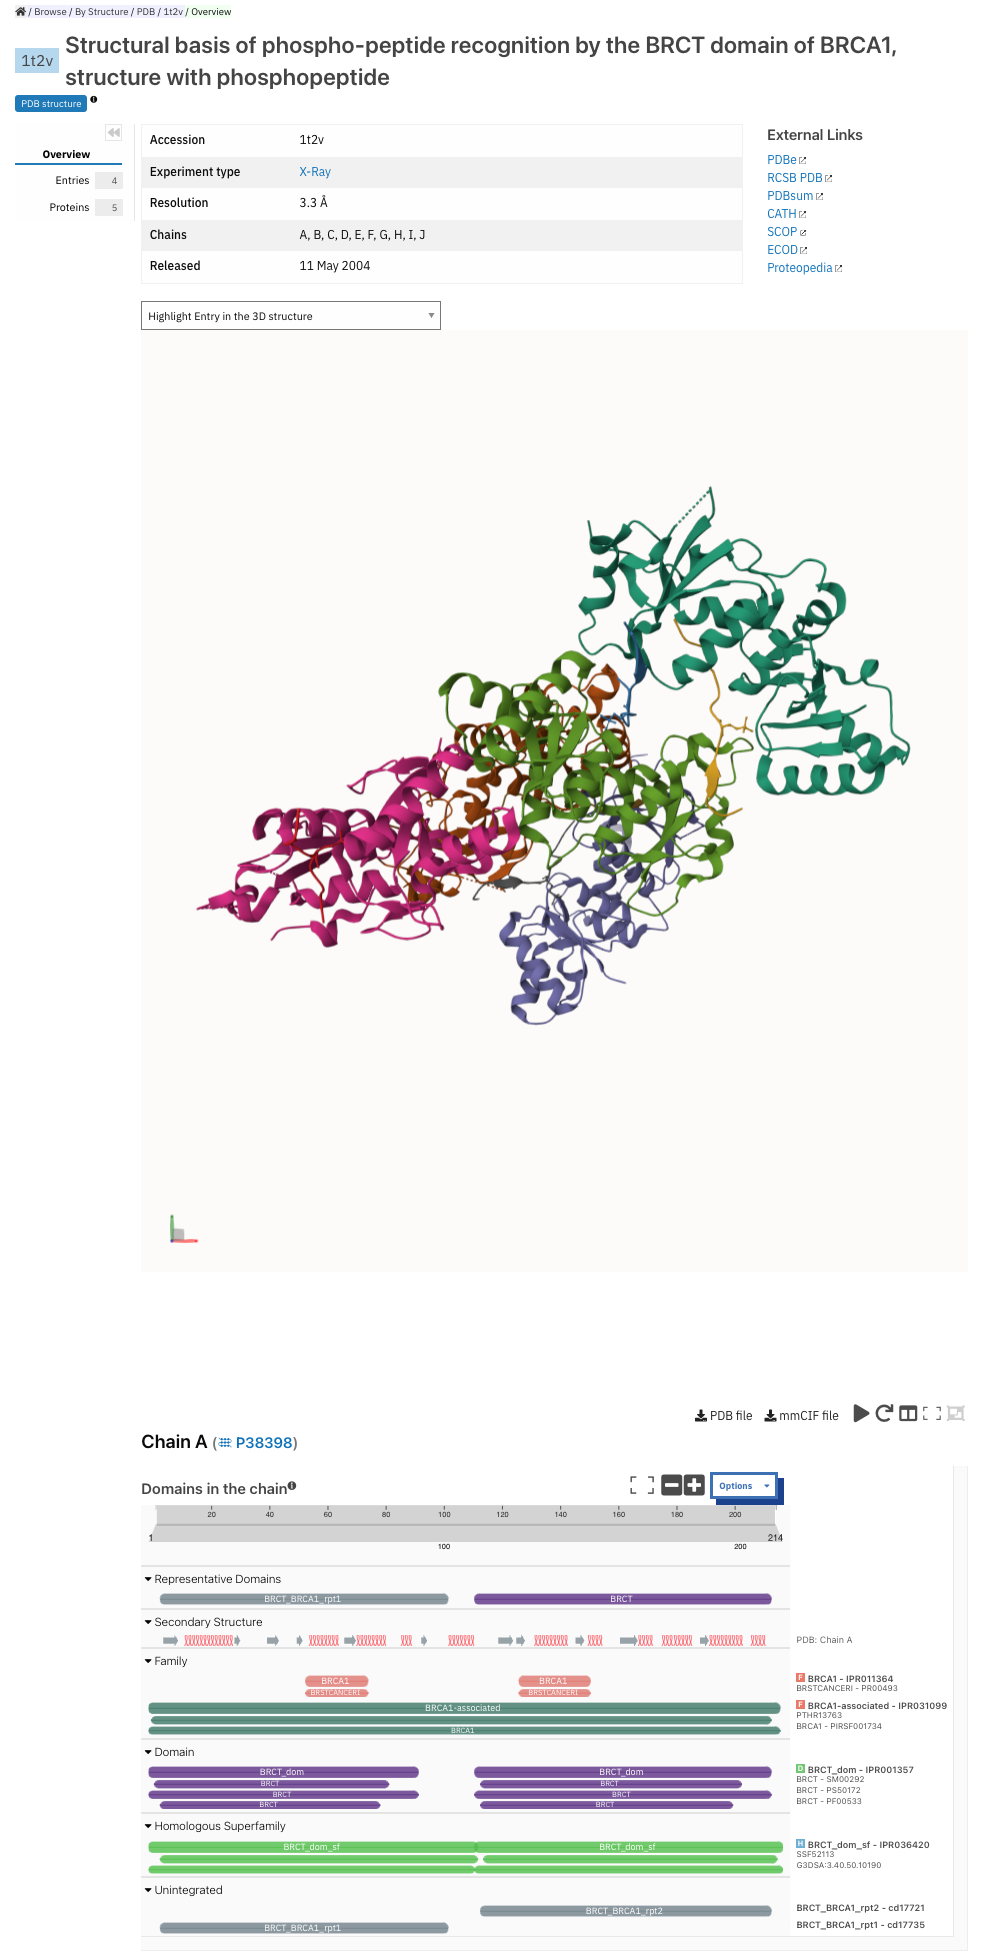 / Browse / By Structure / PDB / 1t2v / Overview
1t2v
Structural basis of phospho-peptide recognition by the BRCT domain of BRCA1,
structure with phosphopeptide
PDB structure
Overview
Entries 4
Proteins 5
Accession 1t2v
Experiment type X-Ray
Resolution 3.3 Å
Chains A, B, C, D, E, F, G, H, I, J
Released 11 May 2004
External Links
PDBe
RCSB PDB
PDBsum
CATH
SCOP
ECOD
Proteopedia
Highlight Entry in the 3D structure
PDB file mmCIF file
Chain A ( P38398)
Domains in the chain
Options
20 40 60 80 100 120 140 160 180 200
1 214
100 200
Representative Domains
BRCT_BRCA1_rpt1 BRCT
Secondary Structure
PDB: Chain A
Family
BRCA1 BRCA1
F BRCA1 - IPR011364
BRSTCANCERI BRSTCANCERI
BRSTCANCERI - PR00493
BRCA1-associated
F BRCA1-associated - IPR031099
PTHR13763
BRCA1
BRCA1 - PIRSF001734
Domain
BRCT_dom BRCT_dom
D BRCT_dom - IPR001357
BRCT BRCT
BRCT - SM00292
BRCT BRCT
BRCT - PS50172
BRCT BRCT
BRCT - PF00533
Homologous Superfamily
BRCT_dom_sf BRCT_dom_sf
H BRCT_dom_sf - IPR036420
SSF52113
G3DSA:3.40.50.10190
Unintegrated
BRCT_BRCA1_rpt2
BRCT_BRCA1_rpt2 - cd17721
BRCT_BRCA1_rpt1
BRCT_BRCA1_rpt1 - cd17735